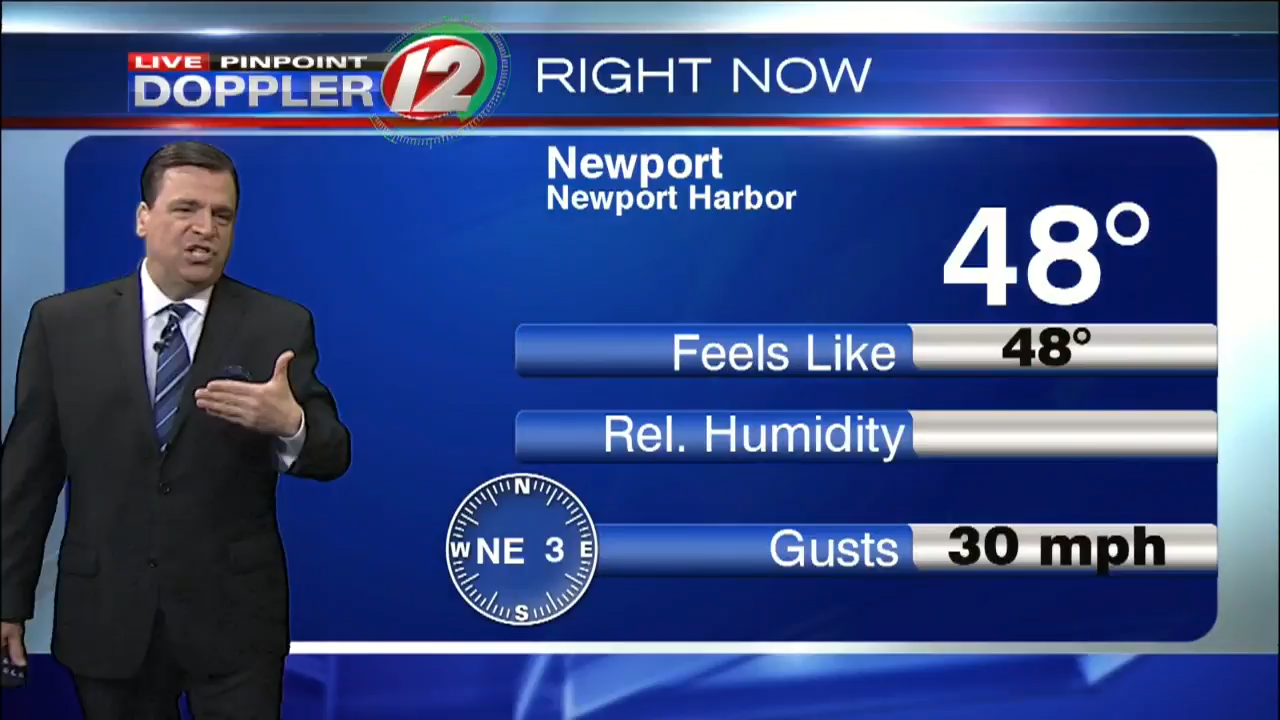 LIVE PINPOINT
DOPPLER 12
RIGHT NOW
Newport
Newport Harbor
48°
Feels Like 48°
Rel. Humidity
N
W NE 3 E
S
Gusts 30 mph